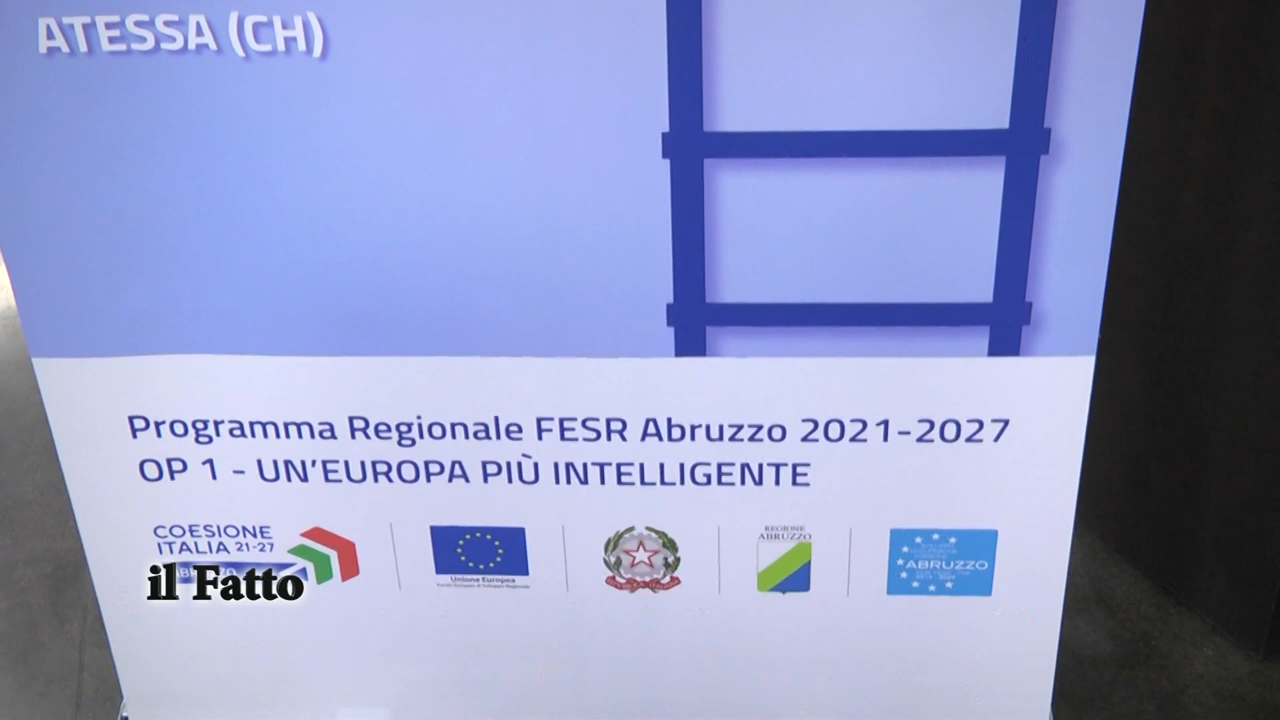 ATESSA (CH)
Programma Regionale FESR Abruzzo 2021-2027
OP 1 - UN'EUROPA PIÙ INTELLIGENTE
COESIONE
ITALIA 21-27
il Fatto
Unione Europea
REGIONE
ABRUZZO
ABRUZZO